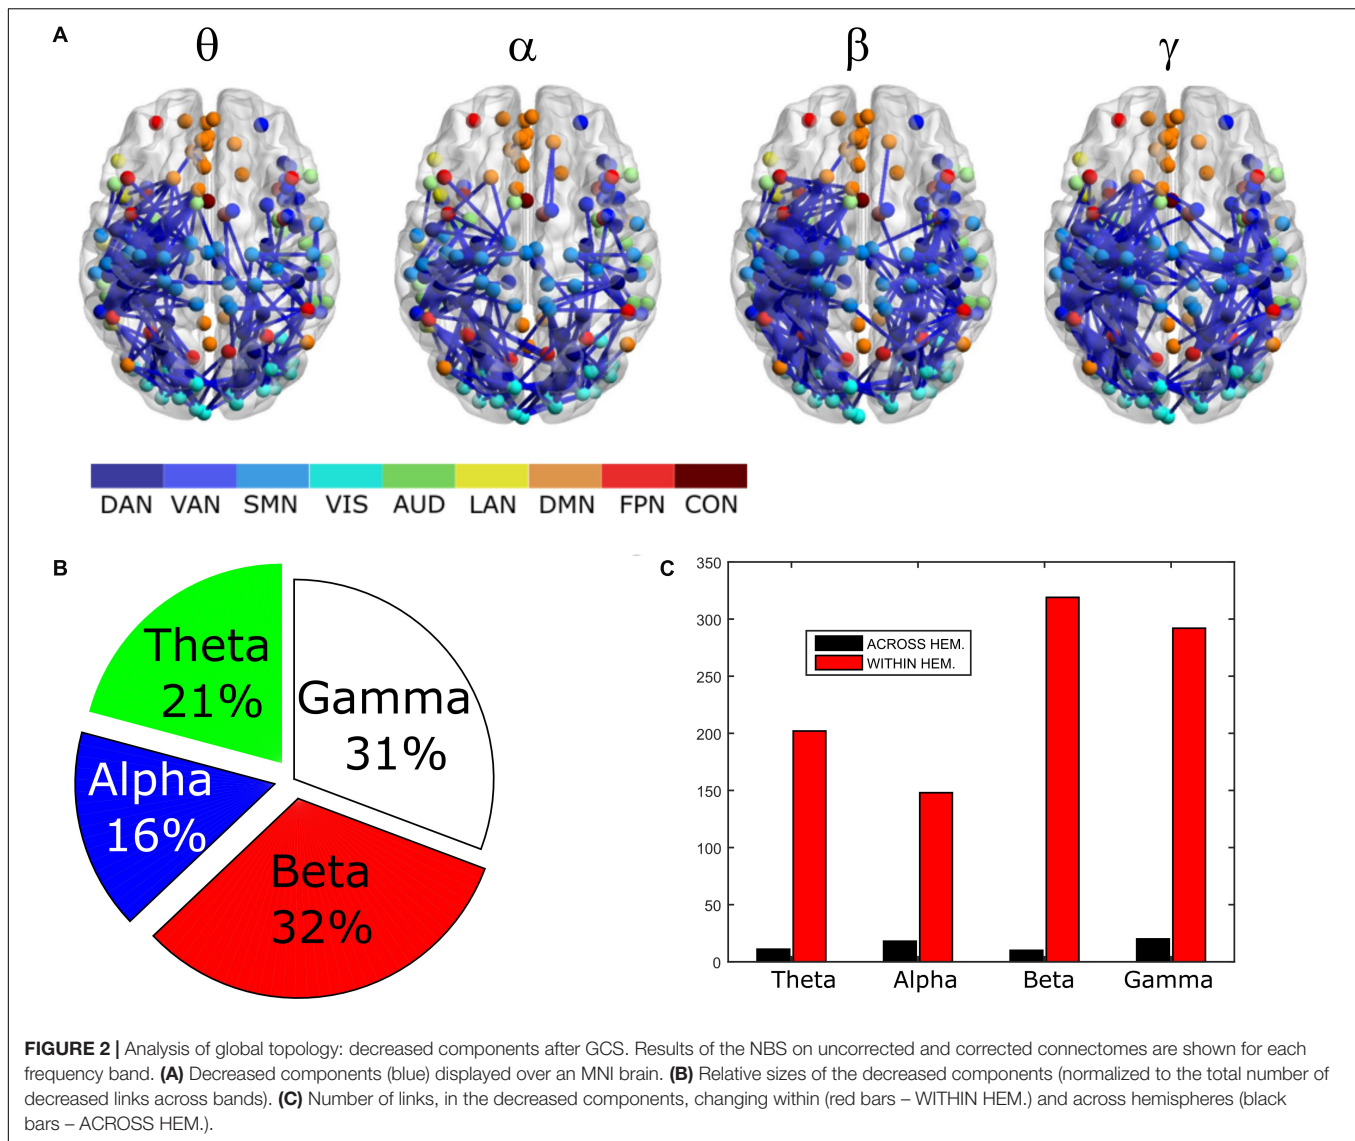 A
θ α β γ
DAN VAN SMN VIS AUD LAN DMN FPN CON
B
Theta
21%
Gamma
31%
Alpha
16%
Beta
32%
C
350
300
250
200
150
100
50
0
ACROSS HEM.
WITHIN HEM.
Theta Alpha Beta Gamma
FIGURE 2 | Analysis of global topology: decreased components after GCS. Results of the NBS on uncorrected and corrected connectomes are shown for each
frequency band. (A) Decreased components (blue) displayed over an MNI brain. (B) Relative sizes of the decreased components (normalized to the total number of
decreased links across bands). (C) Number of links, in the decreased components, changing within (red bars – WITHIN HEM.) and across hemispheres (black
bars – ACROSS HEM.).